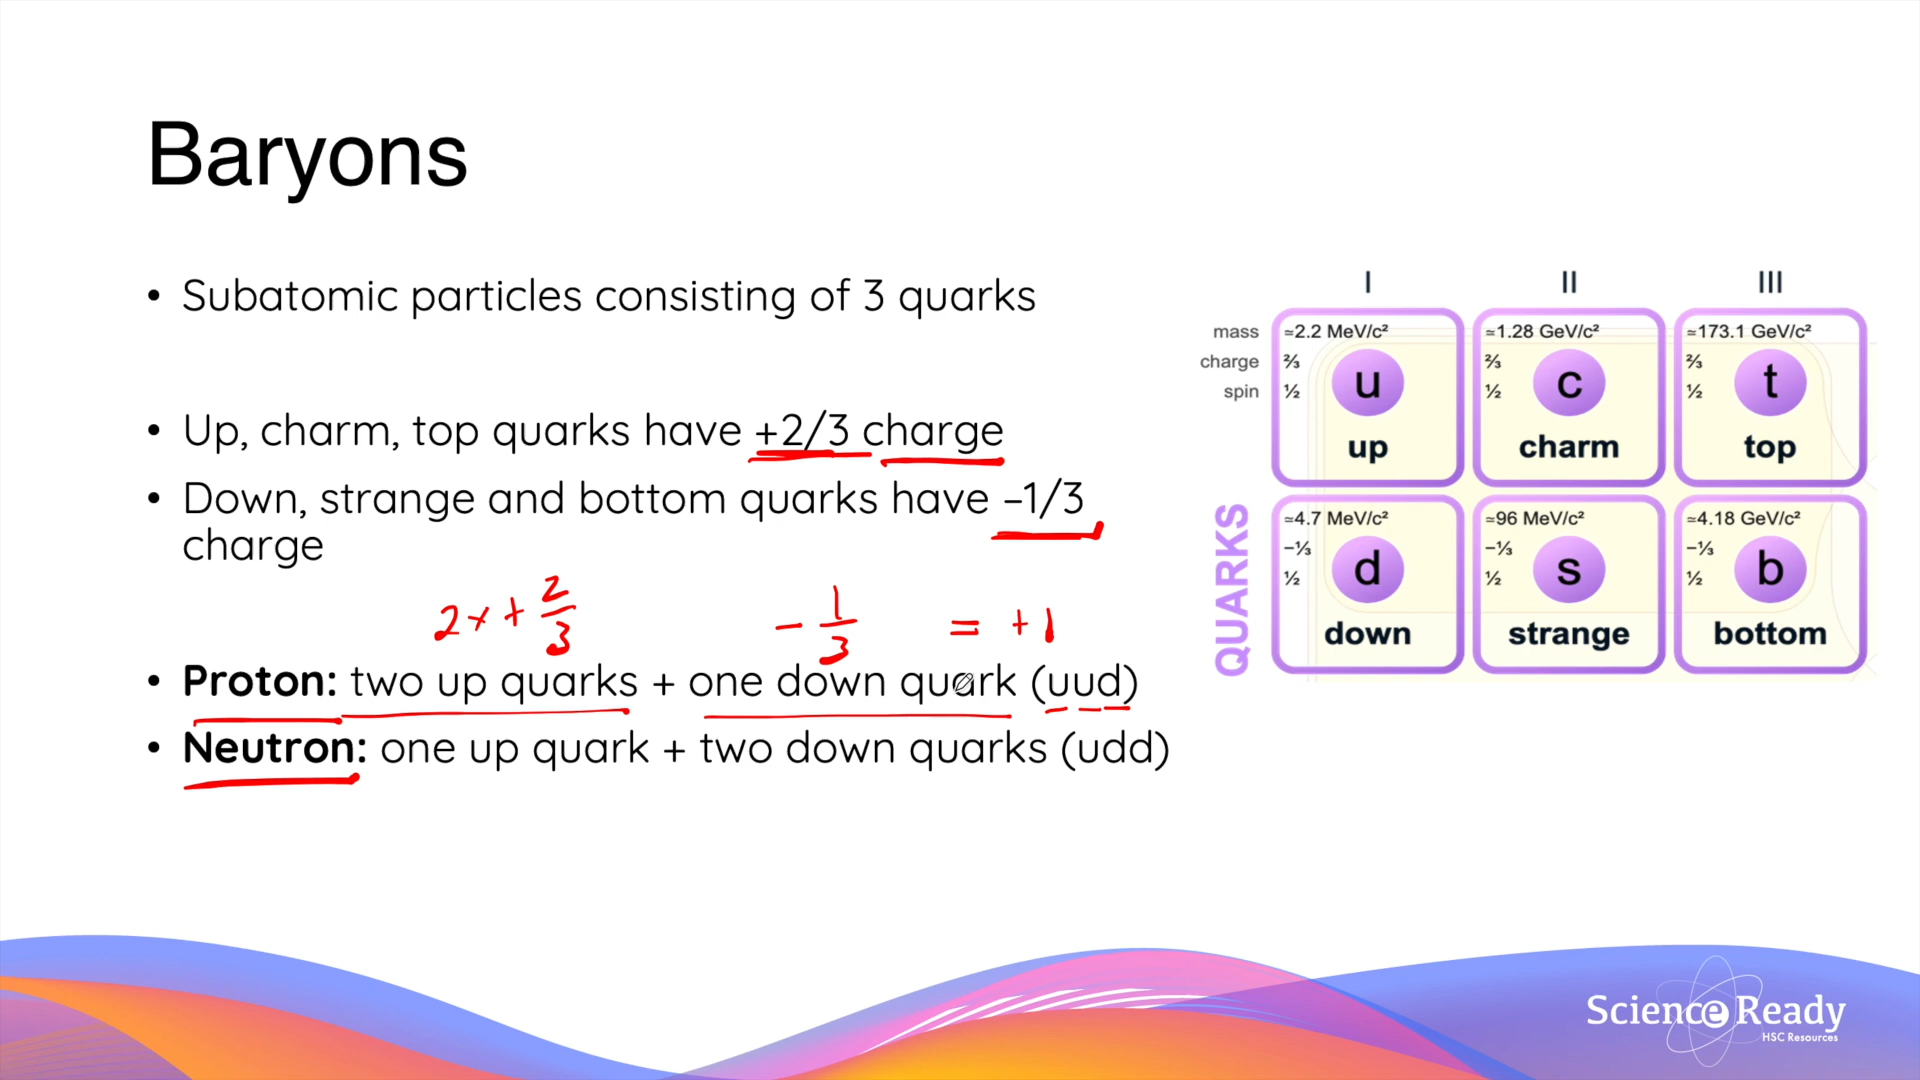 Baryons
• Subatomic particles consisting of 3 quarks
• Up, charm, top quarks have +2/3 charge
• Down, strange and bottom quarks have –1/3
charge
2x + 2/3 - 1/3 = +1
• Proton: two up quarks + one down quark (uud)
• Neutron: one up quark + two down quarks (udd)
I II III
mass ≃2.2 MeV/c² ≃1.28 GeV/c² ≃173.1 GeV/c²
charge ⅔ ⅔ ⅔
spin ½ ½ ½
u c t
up charm top
QUARKS
≃4.7 MeV/c² ≃96 MeV/c² ≃4.18 GeV/c²
−⅓ −⅓ −⅓
½ ½ ½
d s b
down strange bottom
Science Ready
HSC Resources